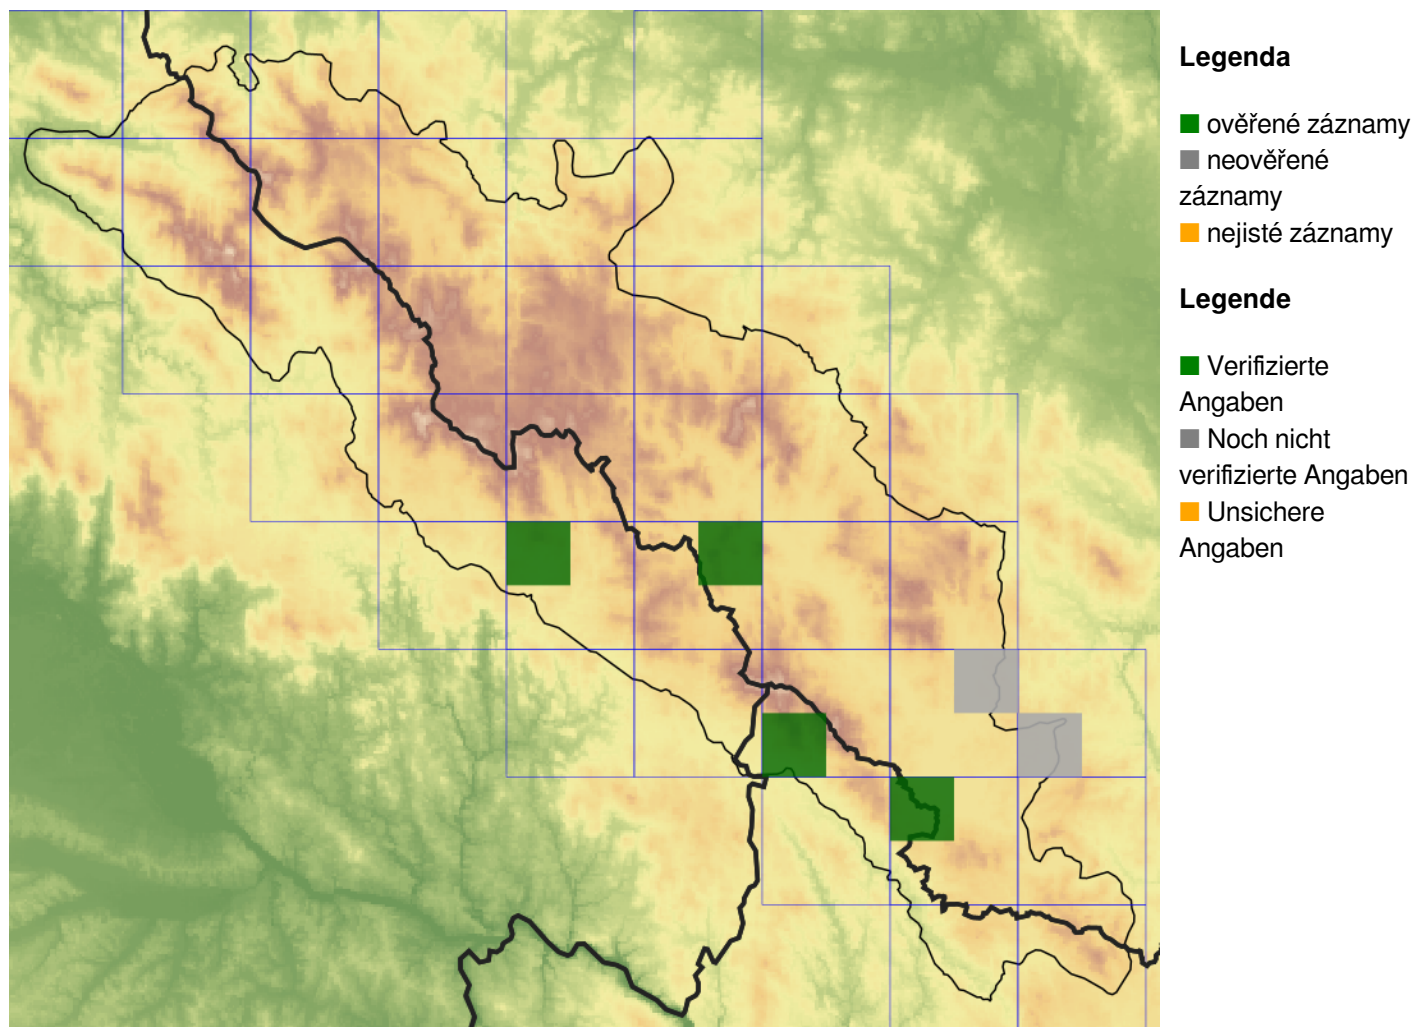 Legenda
ověřené záznamy
neověřené
záznamy
nejisté záznamy
Legende
Verifizierte
Angaben
Noch nicht
verifizierte Angaben
Unsichere
Angaben